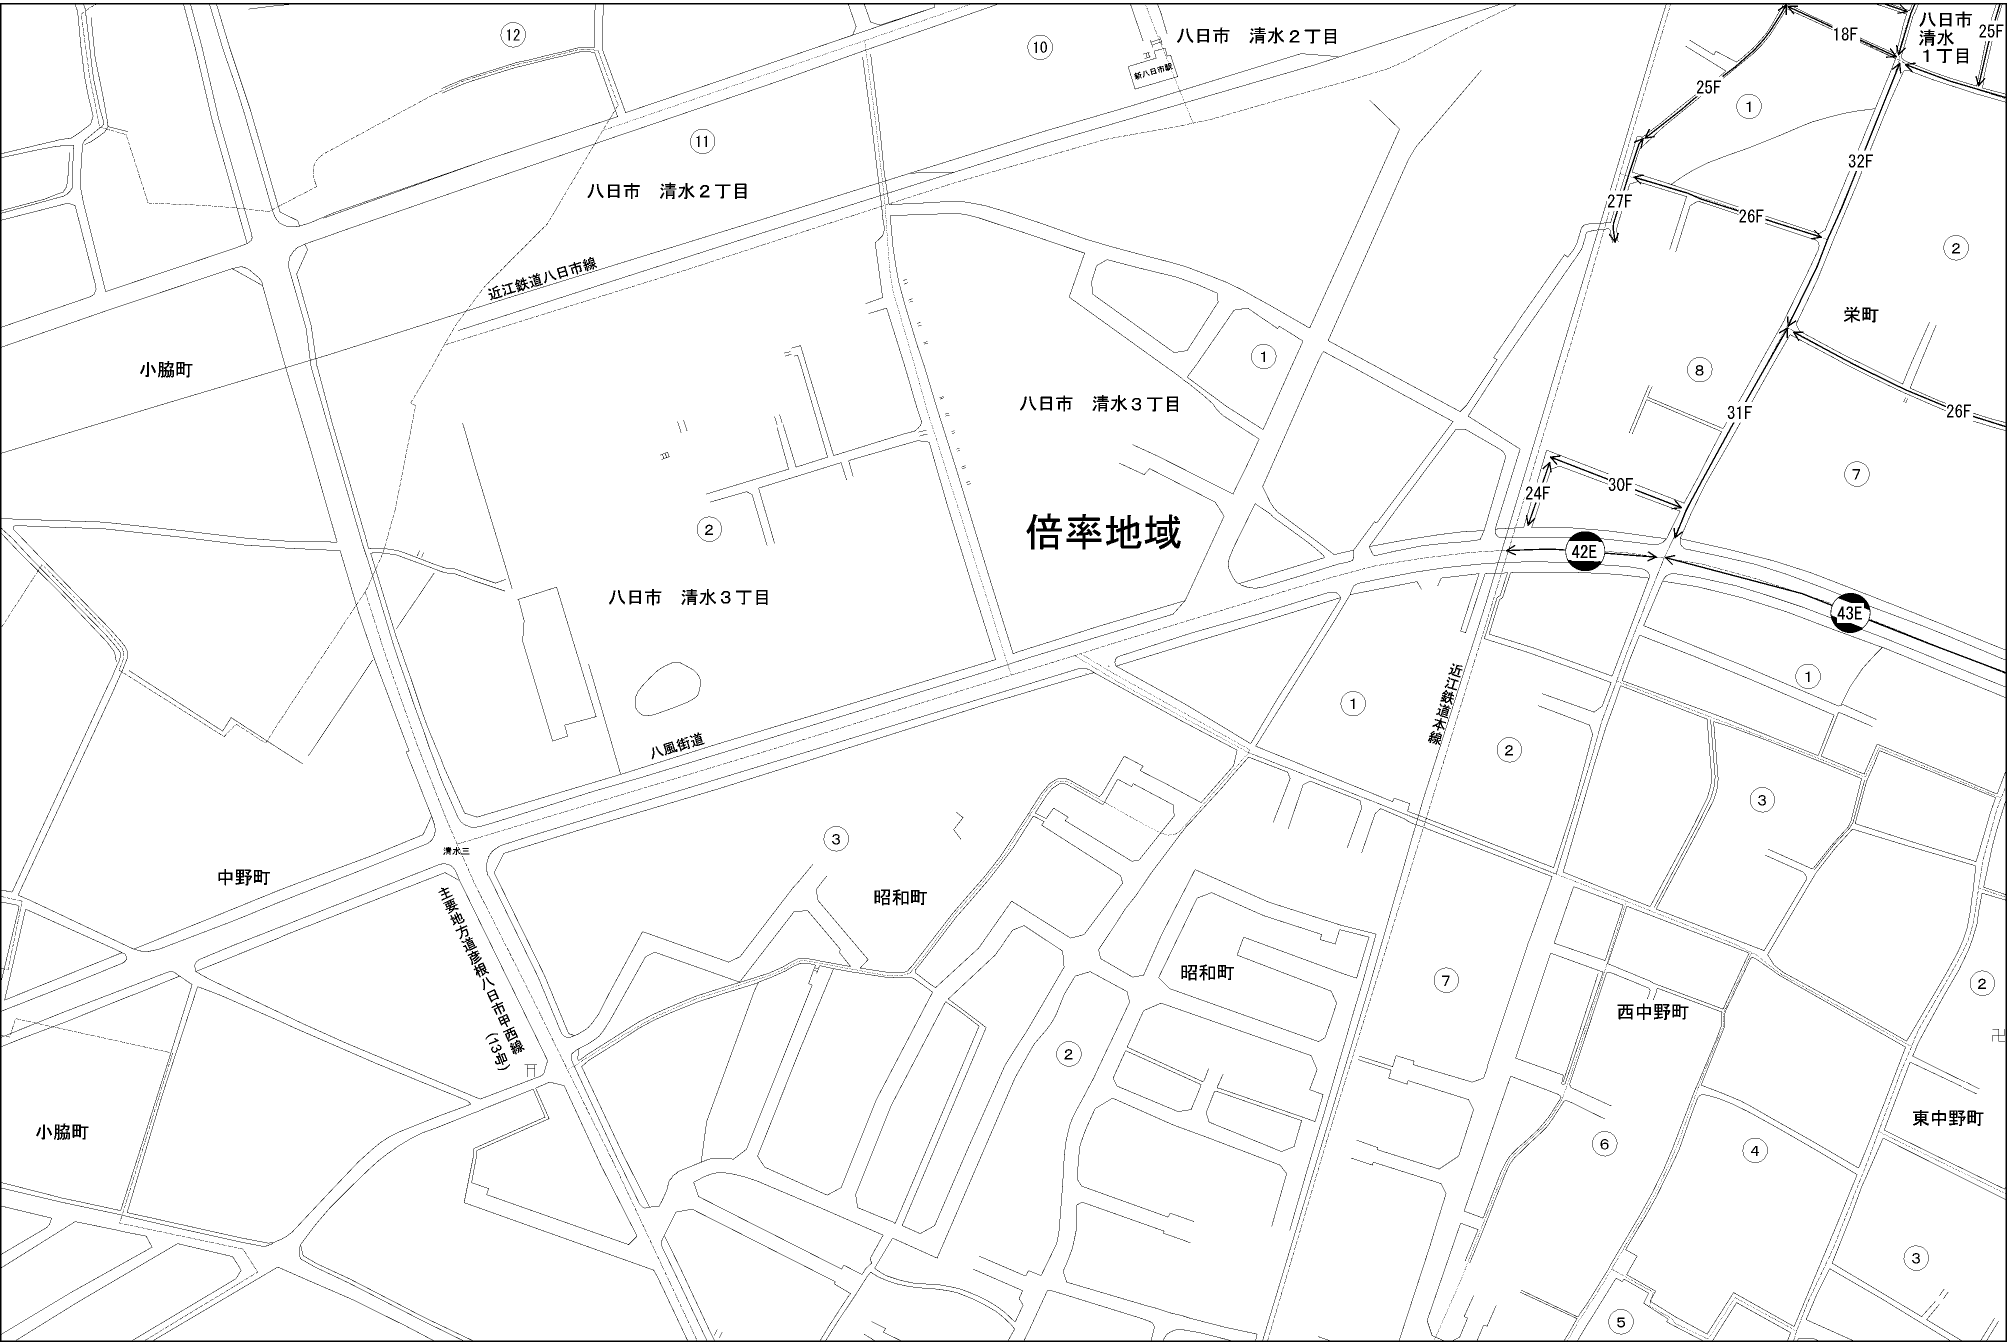 ⑫
⑩
八日市　清水２丁目
新八日市駅
18F
八日市
清水
１丁目
25F
25F
①
⑪
八日市　清水２丁目
32F
27F
26F
②
近江鉄道八日市線
栄町
小脇町
①
⑧
八日市　清水３丁目
31F
26F
⑦
24F
30F
②
倍率地域
42E
八日市　清水３丁目
43E
①
近江鉄道本線
①
八風街道
②
③
③
清水三
中野町
主要地方道彦根八日市甲西線
(13号)
昭和町
昭和町
⑦
②
西中野町
②
小脇町
東中野町
⑥
④
③
⑤